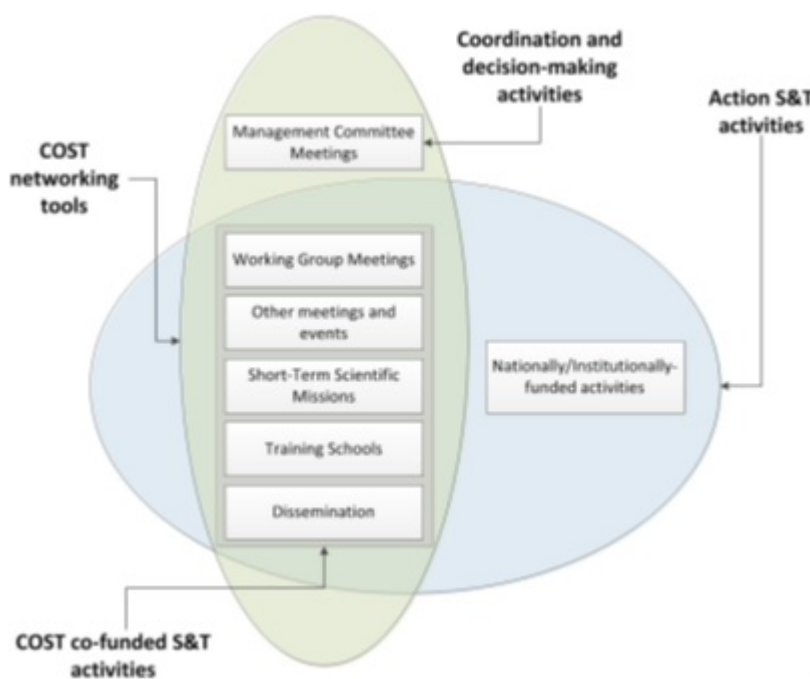 Coordination and
decision-making
activities
Action S&T
activities
Management Committee
Meetings
COST
networking
tools
Working Group Meetings
Other meetings and
events
Short-Term Scientific
Missions
Training Schools
Dissemination
Nationally/Institutionally-
funded activities
COST co-funded S&T
activities